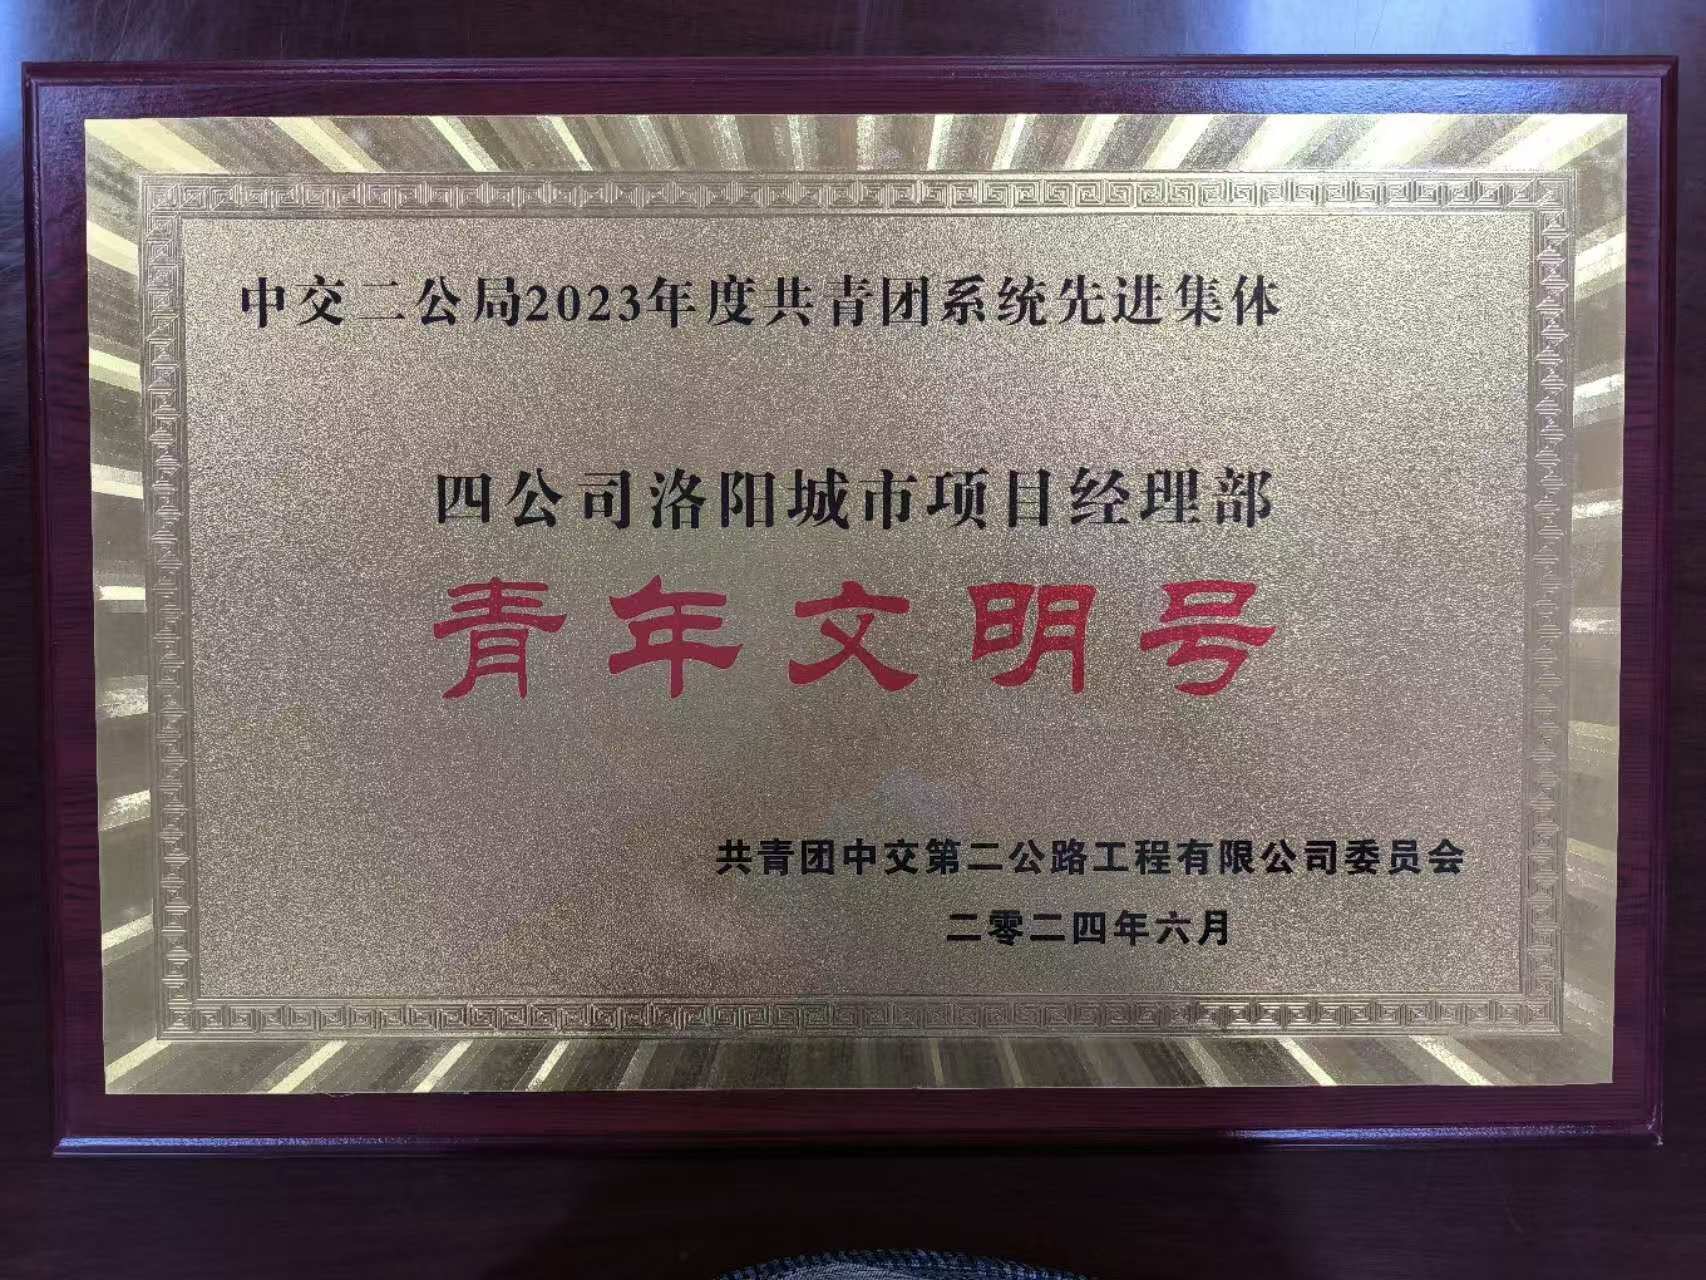 中交二公局2023年度共青团系统先进集体
四公司洛阳城市项目经理部
青年文明号
共青团中交第二公路工程有限公司委员会
二零二四年六月